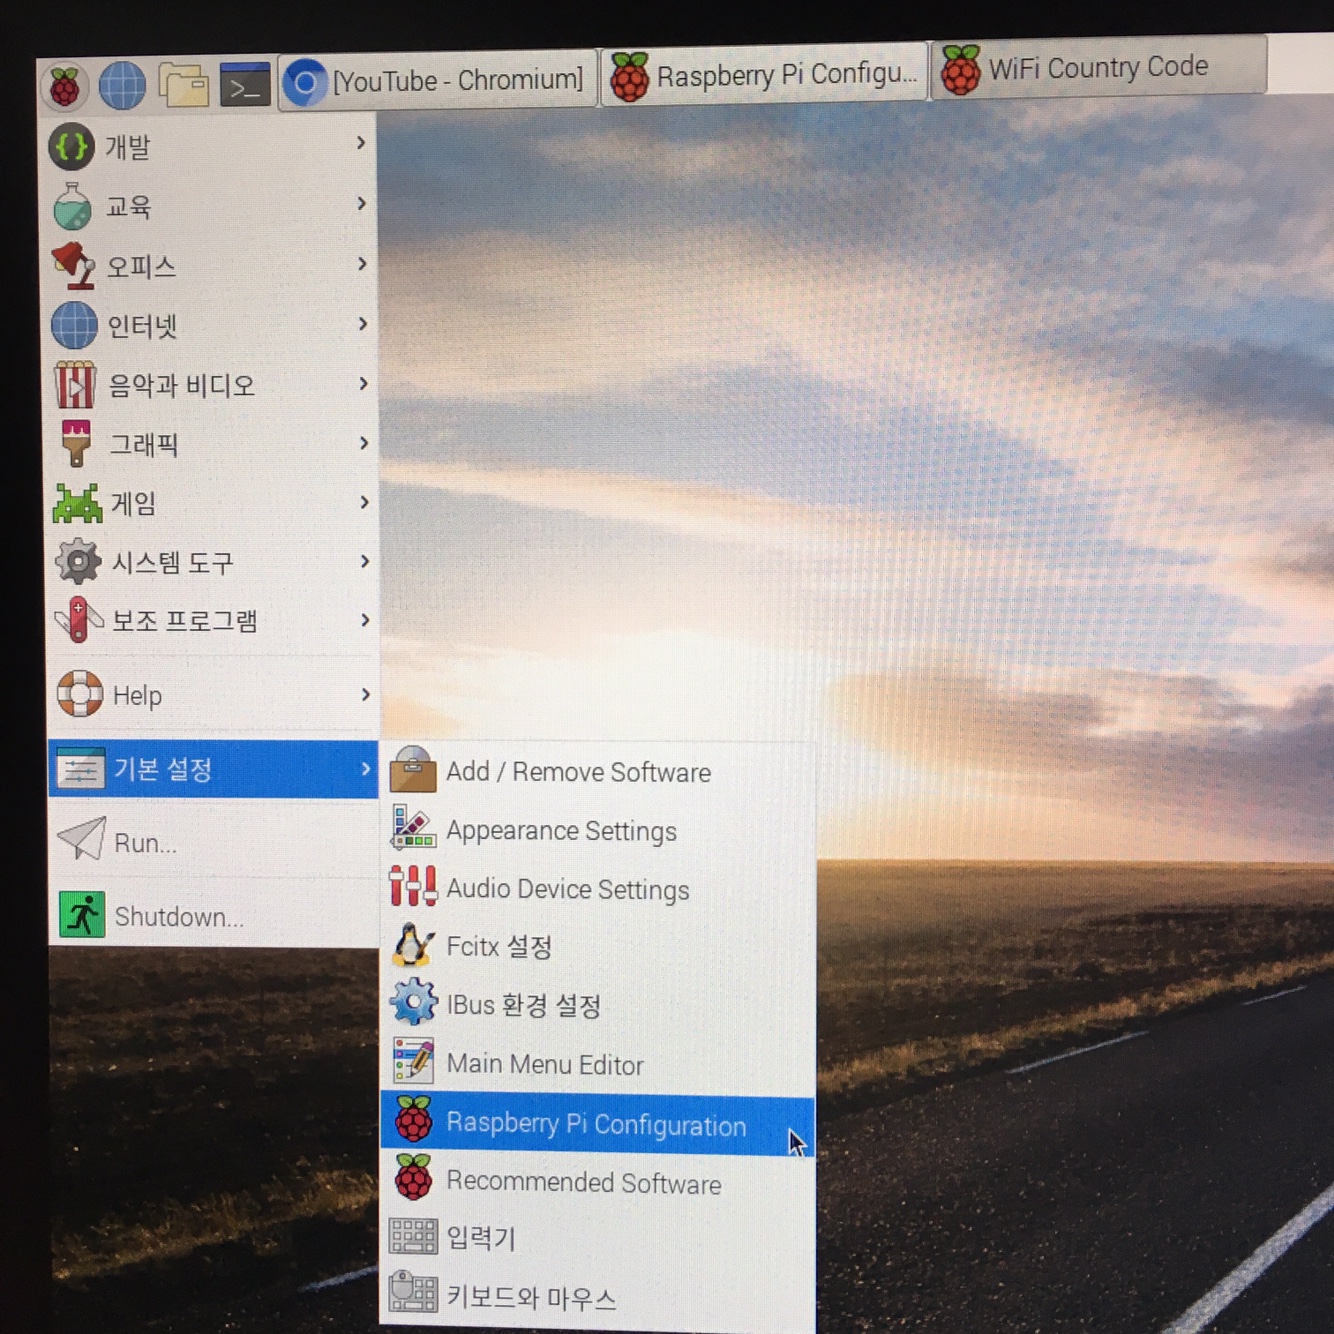 [YouTube - Chromium]
Raspberry Pi Configu...
WiFi Country Code
개발
교육
오피스
인터넷
음악과 비디오
그래픽
게임
시스템 도구
보조 프로그램
Help
기본 설정
Run...
Shutdown...
Add / Remove Software
Appearance Settings
Audio Device Settings
Fcitx 설정
IBus 환경 설정
Main Menu Editor
Raspberry Pi Configuration
Recommended Software
입력기
키보드와 마우스